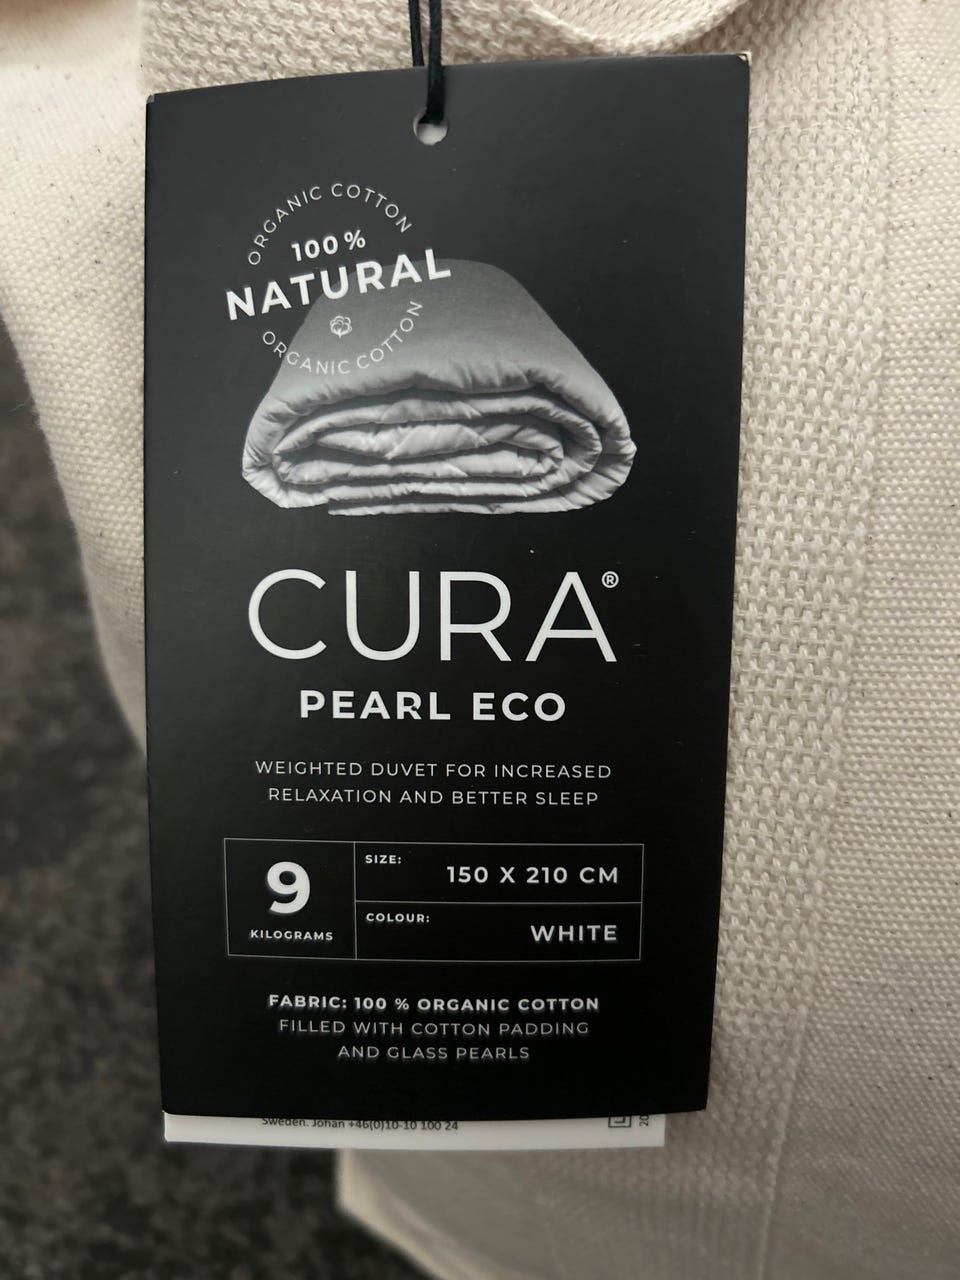 ORGANIC COTTON
100 %
NATURAL
ORGANIC COTTON
CURA®
PEARL ECO
WEIGHTED DUVET FOR INCREASED
RELAXATION AND BETTER SLEEP
9
KILOGRAMS
SIZE:
150 X 210 CM
COLOUR:
WHITE
FABRIC: 100 % ORGANIC COTTON
FILLED WITH COTTON PADDING
AND GLASS PEARLS
Sweden. Johan +46(0)10-10 100 24